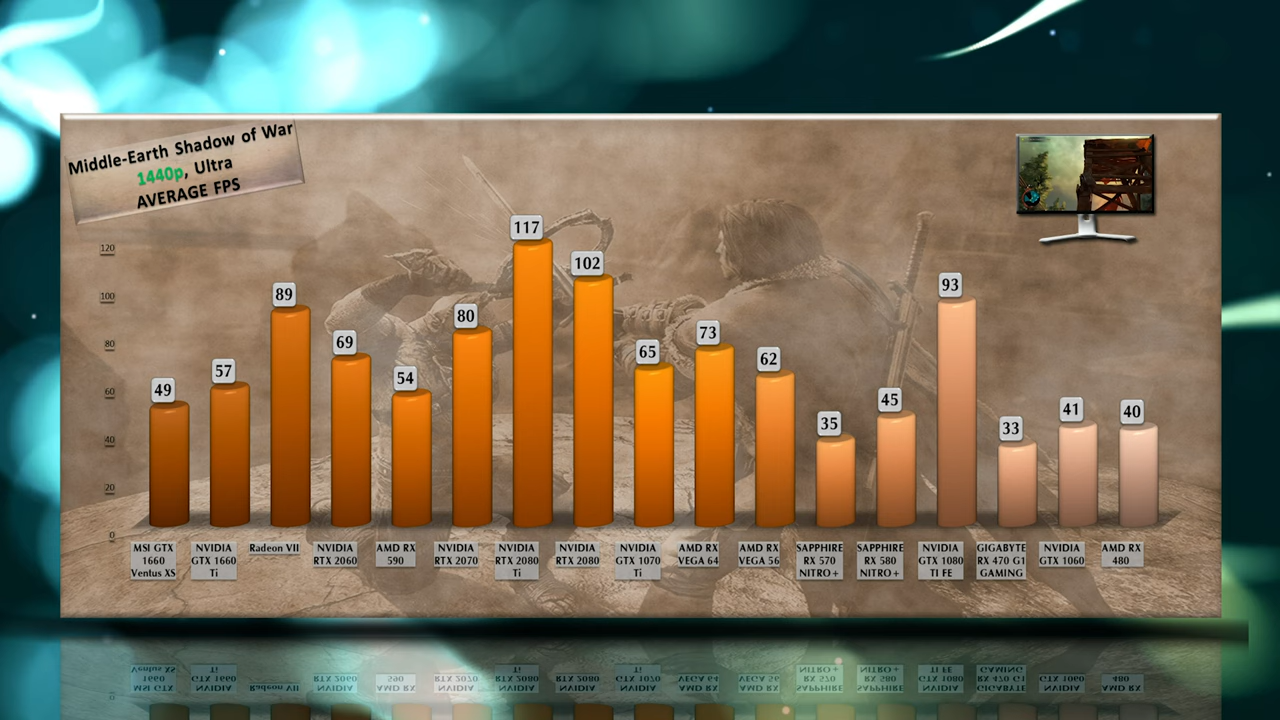 Middle-Earth Shadow of War
1440p, Ultra
AVERAGE FPS
120
100
80
60
40
20
0
49
57
89
69
54
80
117
102
65
73
62
35
45
93
33
41
40
MSI GTX
1660
Ventus XS
NVIDIA
GTX 1660
Ti
Radeon VII
NVIDIA
RTX 2060
AMD RX
590
NVIDIA
RTX 2070
NVIDIA
RTX 2080
Ti
NVIDIA
RTX 2080
NVIDIA
GTX 1070
Ti
AMD RX
VEGA 64
AMD RX
VEGA 56
SAPPHIRE
RX 570
NITRO+
SAPPHIRE
RX 580
NITRO+
NVIDIA
GTX 1080
TI FE
GIGABYTE
RX 470 G1
GAMING
NVIDIA
GTX 1060
AMD RX
480